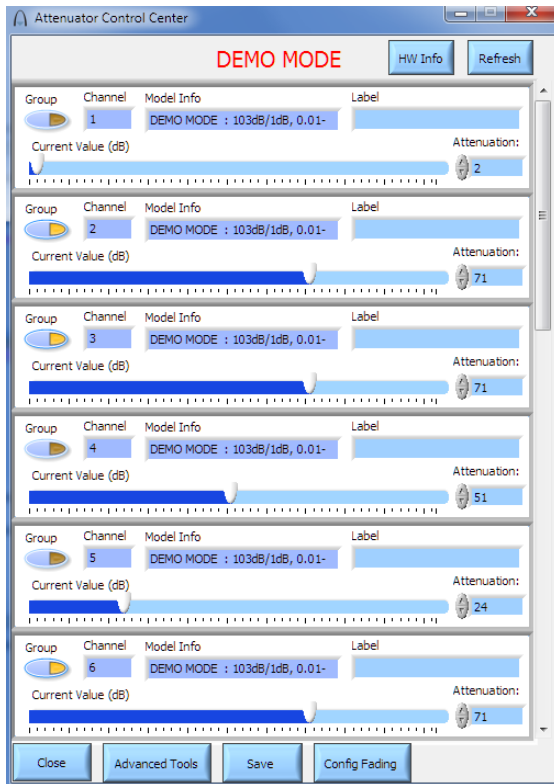 Attenuator Control Center
DEMO MODE HW Info Refresh
Group Channel Model Info Label
1 DEMO MODE : 103dB/1dB, 0.01-
Current Value (dB) Attenuation:
2
Group Channel Model Info Label
2 DEMO MODE : 103dB/1dB, 0.01-
Current Value (dB) Attenuation:
71
Group Channel Model Info Label
3 DEMO MODE : 103dB/1dB, 0.01-
Current Value (dB) Attenuation:
71
Group Channel Model Info Label
4 DEMO MODE : 103dB/1dB, 0.01-
Current Value (dB) Attenuation:
51
Group Channel Model Info Label
5 DEMO MODE : 103dB/1dB, 0.01-
Current Value (dB) Attenuation:
24
Group Channel Model Info Label
6 DEMO MODE : 103dB/1dB, 0.01-
Current Value (dB) Attenuation:
71
Close Advanced Tools Save Config Fading